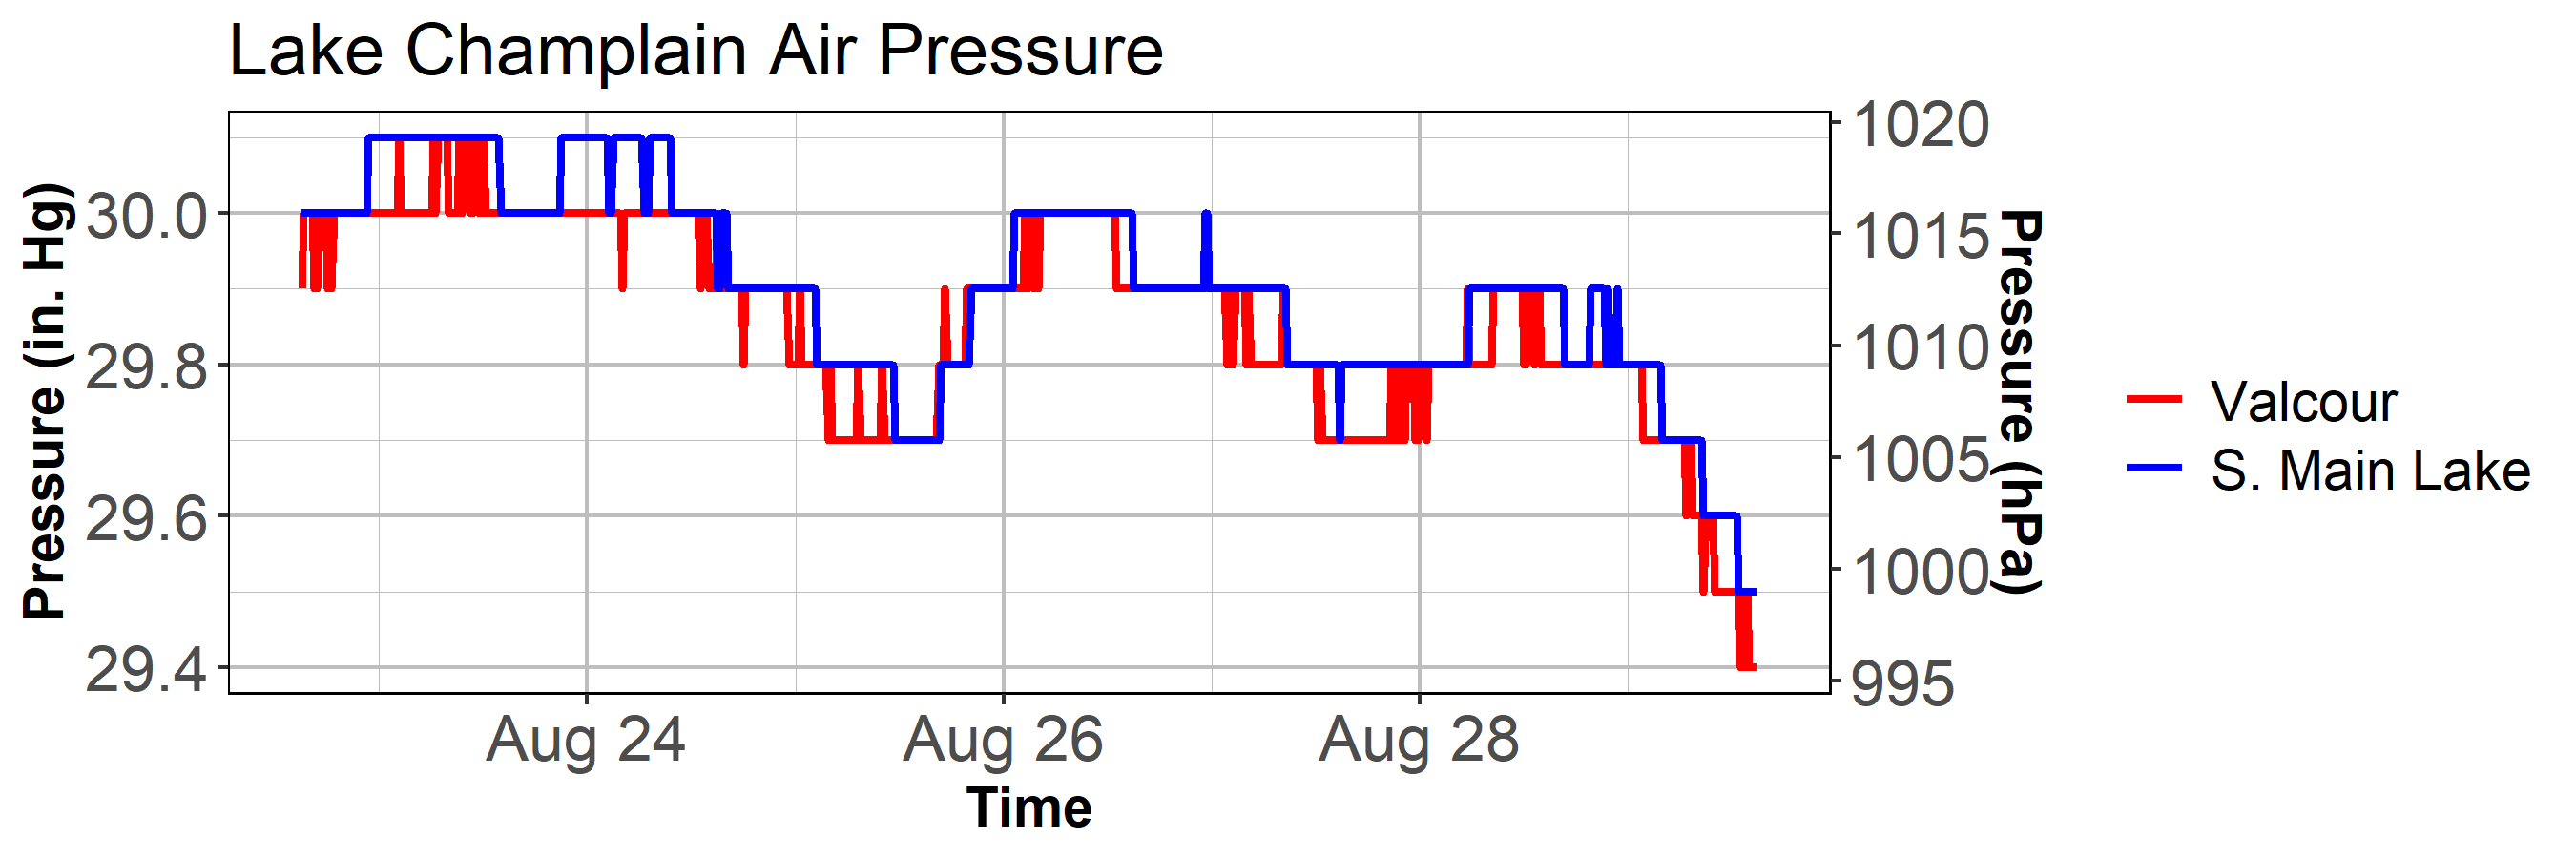 Lake Champlain Air Pressure
Pressure (in. Hg)
30.0
29.8
29.6
29.4
1020
1015
1010
1005
1000
995
Pressure (hPa)
Aug 24
Aug 26
Aug 28
Time
Valcour
S. Main Lake